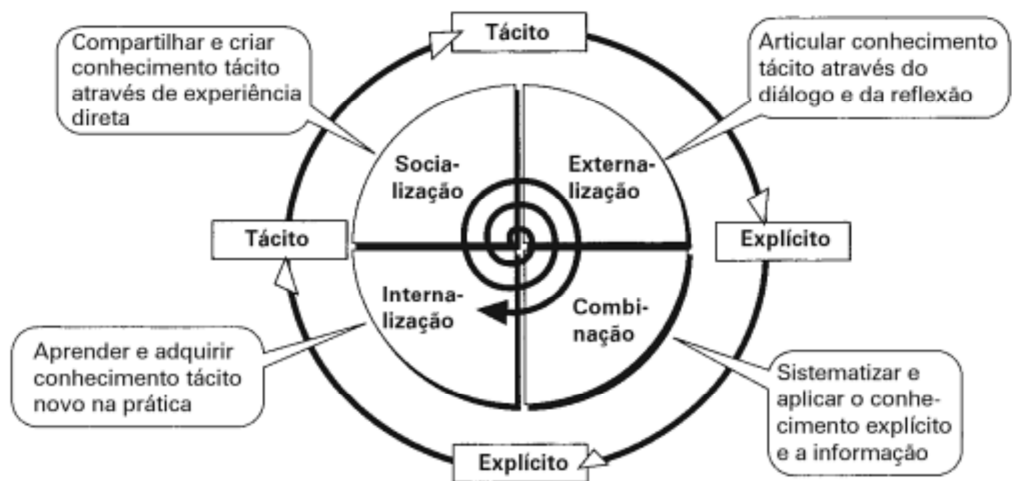 Tácito
Compartilhar e criar
conhecimento tácito
através de experiência
direta
Articular conhecimento
tácito através do
diálogo e da reflexão
Socia-
lização
Externa-
lização
Tácito
Explícito
Interna-
lização
Combi-
nação
Aprender e adquirir
conhecimento tácito
novo na prática
Sistematizar e
aplicar o conhe-
cimento explícito
e a informação
Explícito